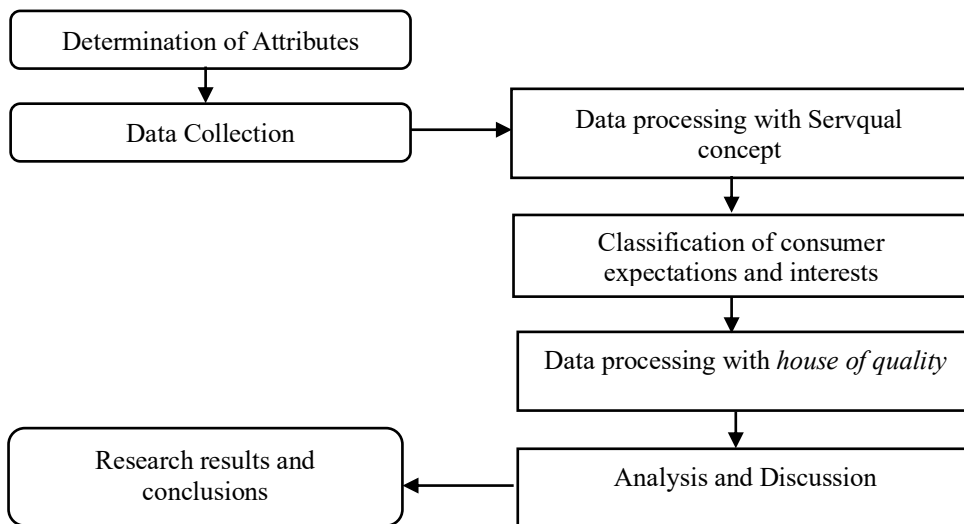 Determination of Attributes
Data Collection
Data processing with Servqual
concept
Classification of consumer
expectations and interests
Data processing with house of quality
Analysis and Discussion
Research results and
conclusions